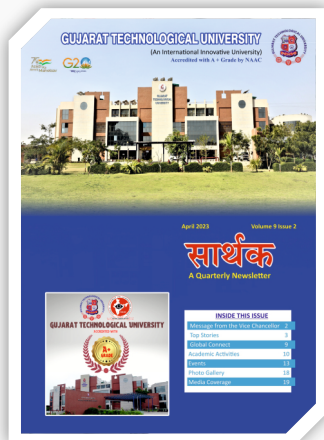 GUJARAT TECHNOLOGICAL UNIVERSITY
(An International Innovative University)
Accredited with A + Grade by NAAC
G20
April 2023
Volume 9 Issue 2
सार्थक
A Quarterly Newsletter
GUJARAT TECHNOLOGICAL UNIVERSITY
A+
GRADE
INSIDE THIS ISSUE
Message from the Vice Chancellor 2
Top Stories 3
Global Connect 9
Academic Activities 10
Events 13
Photo Gallery 18
Media Coverage 19